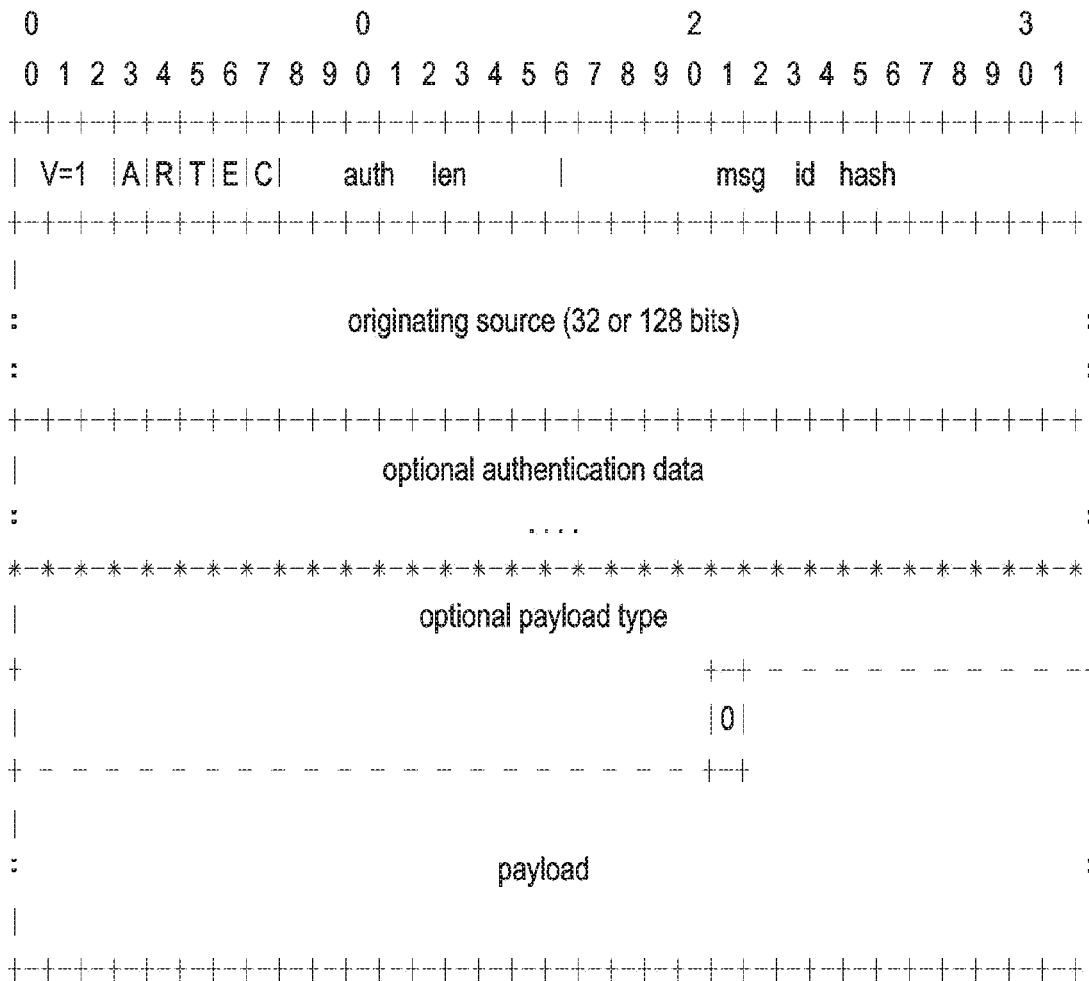 0 0 2 3
0 1 2 3 4 5 6 7 8 9 0 1 2 3 4 5 6 7 8 9 0 1 2 3 4 5 6 7 8 9 0 1
+-+-+-+-+-+-+-+-+-+-+-+-+-+-+-+-+-+-+-+-+-+-+-+-+-+-+-+-+-+-+-+-+
| V=1 |A|R|T|E|C| auth len | msg id hash
+-+-+-+-+-+-+-+-+-+-+-+-+-+-+-+-+-+-+-+-+-+-+-+-+-+-+-+-+-+-+-+-+
|
: originating source (32 or 128 bits) :
: :
+-+-+-+-+-+-+-+-+-+-+-+-+-+-+-+-+-+-+-+-+-+-+-+-+-+-+-+-+-+-+-+-+
| optional authentication data
: .... :
*-*-*-*-*-*-*-*-*-*-*-*-*-*-*-*-*-*-*-*-*-*-*-*-*-*-*-*-*-*-*-*-*
| optional payload type
+ +-+- - - - - - - - - -
| |0|
+ - - - - - - - - - - - - - - - - - - - - +-+
|
: payload :
|
+-+-+-+-+-+-+-+-+-+-+-+-+-+-+-+-+-+-+-+-+-+-+-+-+-+-+-+-+-+-+-+-+